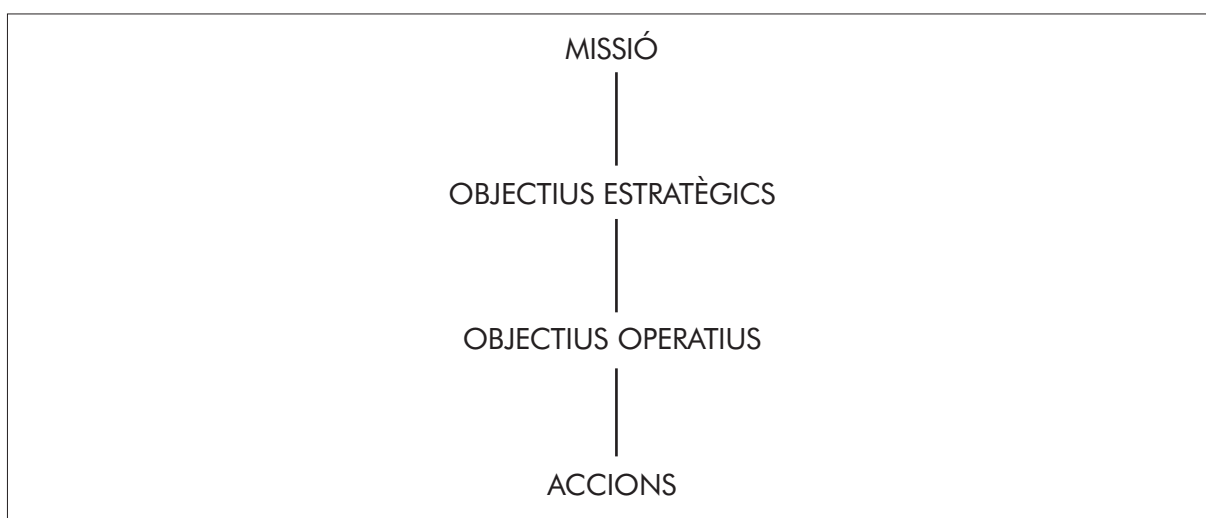 MISSIÓ
OBJECTIUS ESTRATÈGICS
OBJECTIUS OPERATIUS
ACCIONS